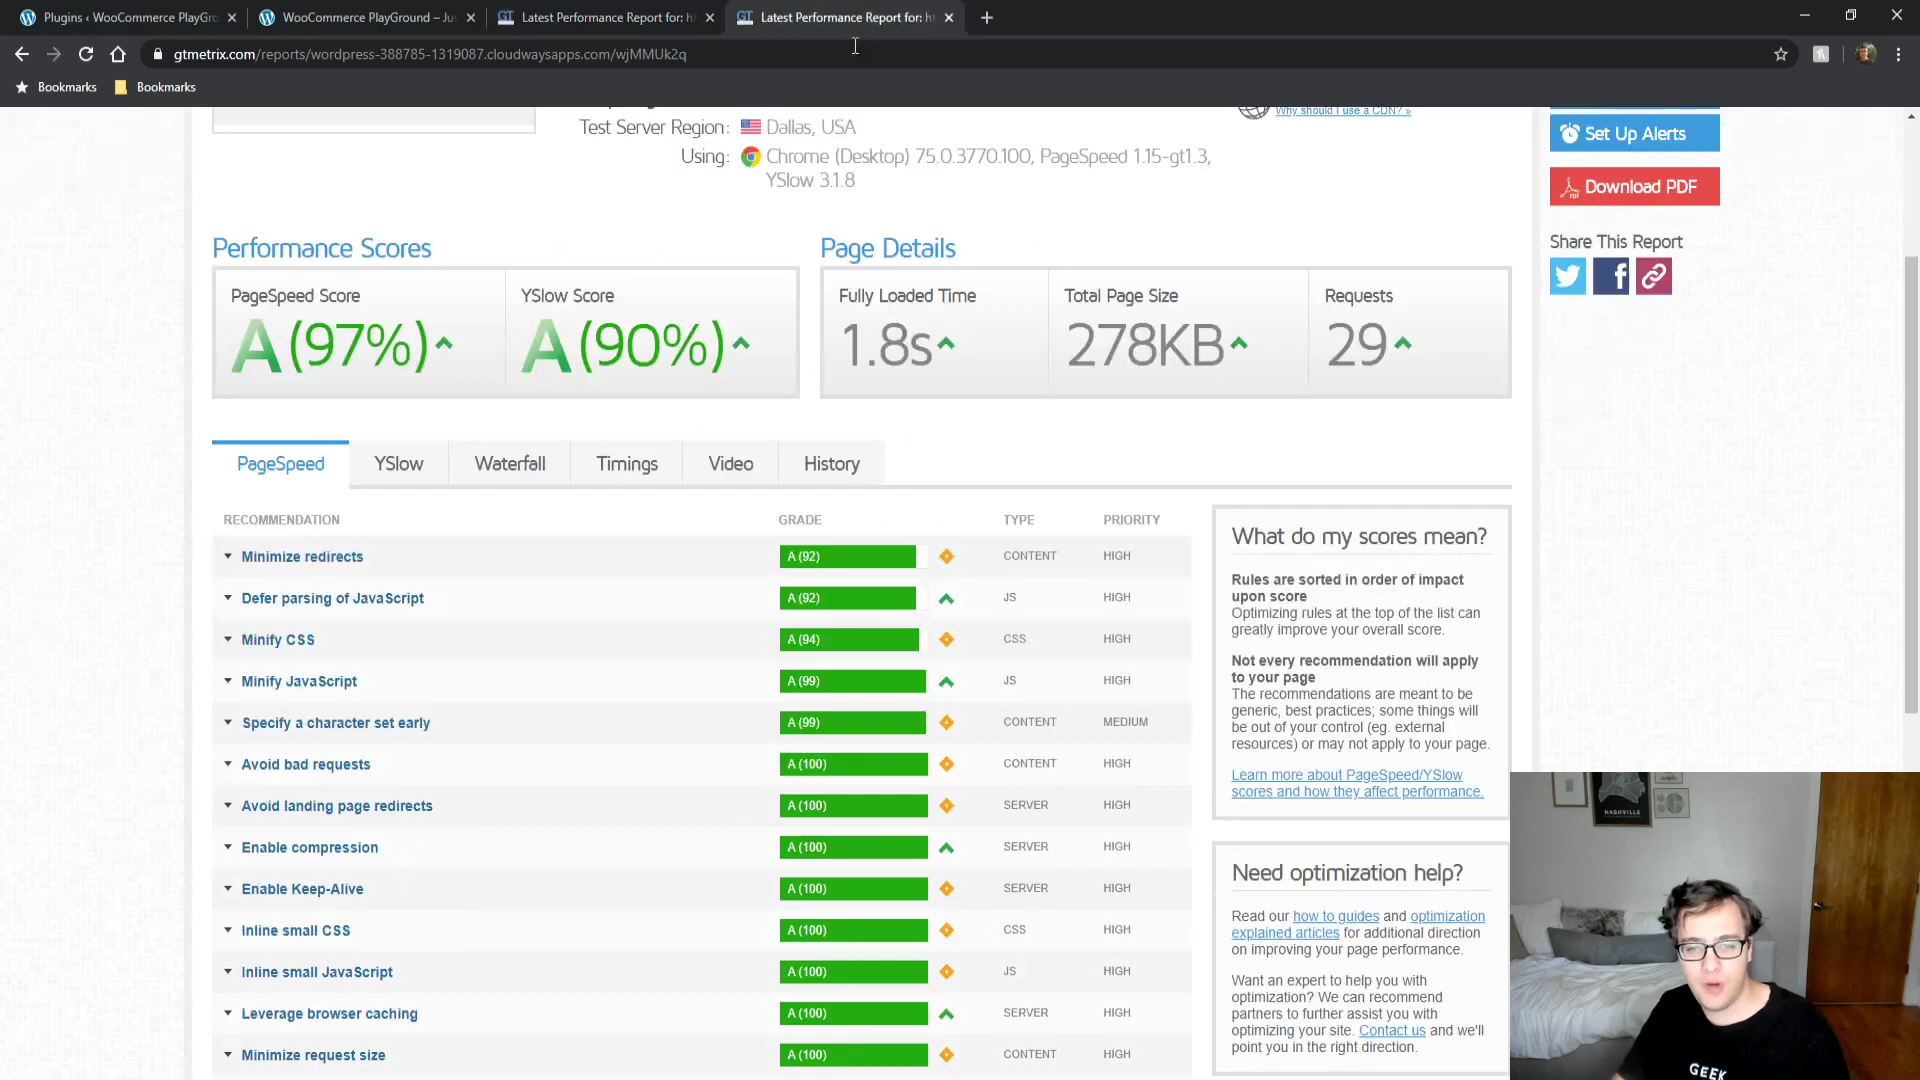 Plugins ‹ WooCommerce PlayGro
WooCommerce PlayGround – Jus
Latest Performance Report for: h
Latest Performance Report for: h
gtmetrix.com/reports/wordpress-388785-1319087.cloudwaysapps.com/wjMMUk2q
Bookmarks
Bookmarks
Why should I use a CDN? »
Test Server Region: Dallas, USA
Using: Chrome (Desktop) 75.0.3770.100, PageSpeed 1.15-gt1.3,
YSlow 3.1.8
Set Up Alerts
Download PDF
Share This Report
Performance Scores
PageSpeed Score
A(97%)
YSlow Score
A(90%)
Page Details
Fully Loaded Time
1.8s
Total Page Size
278KB
Requests
29
PageSpeed
YSlow
Waterfall
Timings
Video
History
RECOMMENDATION GRADE TYPE PRIORITY
Minimize redirects A (92) CONTENT HIGH
Defer parsing of JavaScript A (92) JS HIGH
Minify CSS A (94) CSS HIGH
Minify JavaScript A (99) JS HIGH
Specify a character set early A (99) CONTENT MEDIUM
Avoid bad requests A (100) CONTENT HIGH
Avoid landing page redirects A (100) SERVER HIGH
Enable compression A (100) SERVER HIGH
Enable Keep-Alive A (100) SERVER HIGH
Inline small CSS A (100) CSS HIGH
Inline small JavaScript A (100) JS HIGH
Leverage browser caching A (100) SERVER HIGH
Minimize request size A (100) CONTENT HIGH
What do my scores mean?
Rules are sorted in order of impact
upon score
Optimizing rules at the top of the list can
greatly improve your overall score.
Not every recommendation will apply
to your page
The recommendations are meant to be
generic, best practices; some things will
be out of your control (eg. external
resources) or may not apply to your page.
Learn more about PageSpeed/YSlow
scores and how they affect performance.
Need optimization help?
Read our how to guides and optimization
explained articles for additional direction
on improving your page performance.
Want an expert to help you with
optimization? We can recommend
partners to further assist you with
optimizing your site. Contact us and we'll
point you in the right direction.
NASHVILLE
GEEK